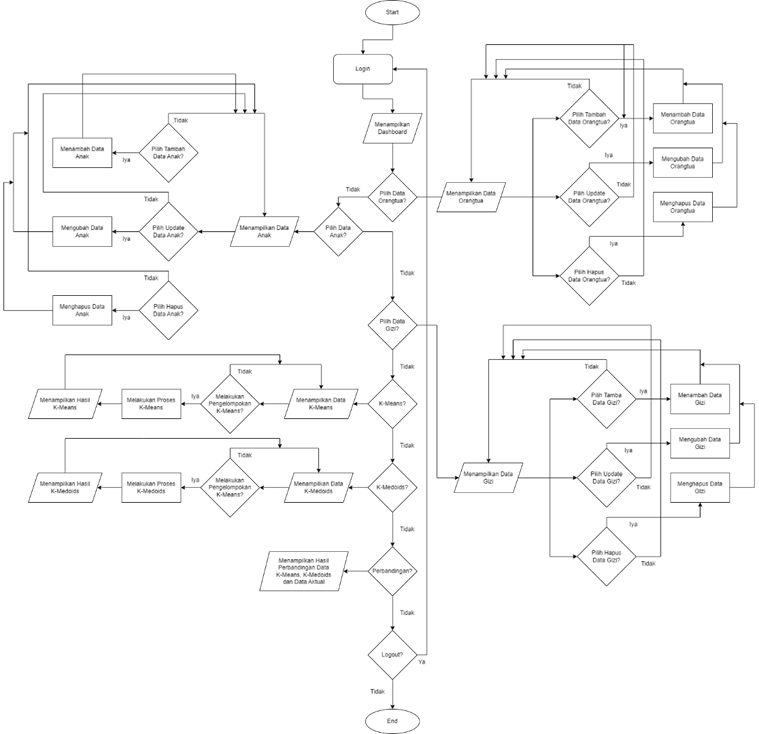 Start
Login
Menampilkan
Dashboard
Pilih Data
Orangtua?
Tidak
Pilih Data
Anak?
Tidak
Menampilkan Data
Anak
Tidak
Pilih Tambah
Data Anak?
Iya
Menambah Data
Anak
Tidak
Pilih Update
Data Anak?
Iya
Mengubah Data
Anak
Tidak
Pilih Hapus
Data Anak?
Iya
Menghapus Data
Anak
Menampilkan Data
Orangtua
Tidak
Pilih Tambah
Data Orangtua?
Iya
Menambah Data
Orangtua
Iya
Pilih Update
Data Orangtua?
Tidak
Mengubah Data
Orangtua
Menghapus Data
Orangtua
Iya
Pilih Hapus
Data Orangtua?
Tidak
Pilih Data
Gizi?
Tidak
Menampilkan Data
Gizi
Tidak
Pilih Tamba
Data Gizi?
Iya
Menambah Data
Gizi
Iya
Pilih Update
Data Gizi?
Tidak
Mengubah Data
Gizi
Menghapus Data
Gizi
Iya
Pilih Hapus
Data Gizi?
Tidak
K-Means?
Tidak
Menampilkan Data
K-Means
Tidak
Melakukan
Pengelompokan
K-Means?
Iya
Melakukan Proses
K-Means
Menampilkan Hasil
K-Means
K-Medoids?
Tidak
Menampilkan Data
K-Medoids
Tidak
Melakukan
Pengelompokan
K-Means?
Iya
Melakukan Proses
K-Medoids
Menampilkan Hasil
K-Medoids
Perbandingan?
Tidak
Menampilkan Hasil
Perbandingan Data
K-Means, K-Medoids
dan Data Aktual
Logout?
Ya
Tidak
End